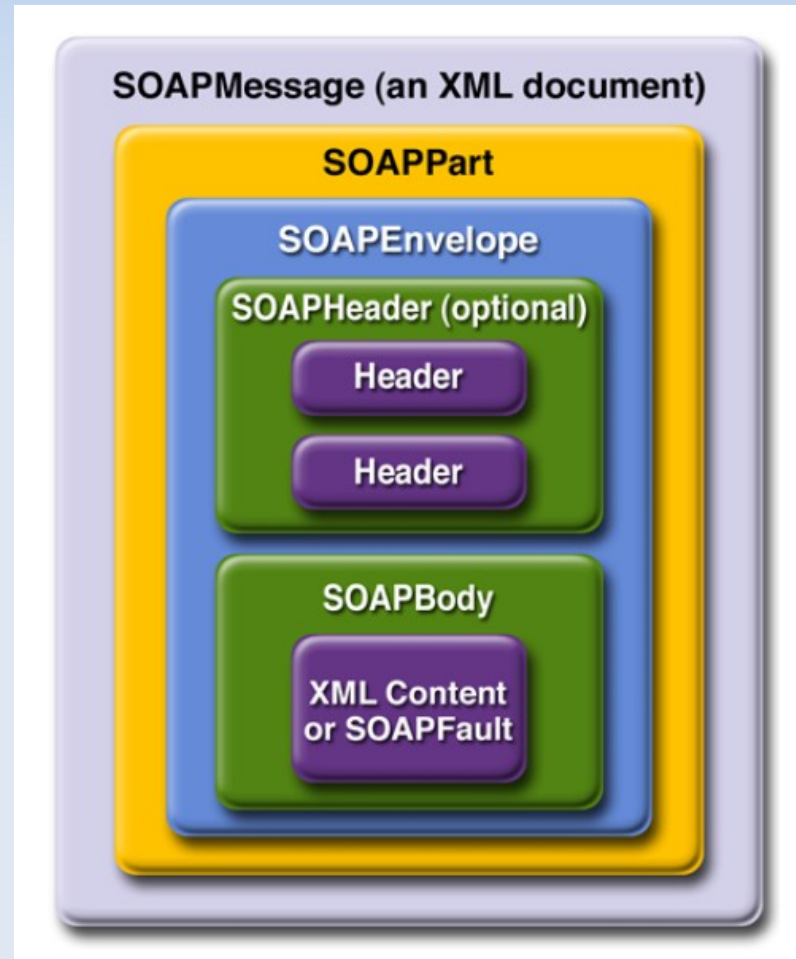 SOAPMessage (an XML document)
SOAPPart
SOAPEnvelope
SOAPHeader (optional)
Header
Header
SOAPBody
XML Content
or SOAPFault